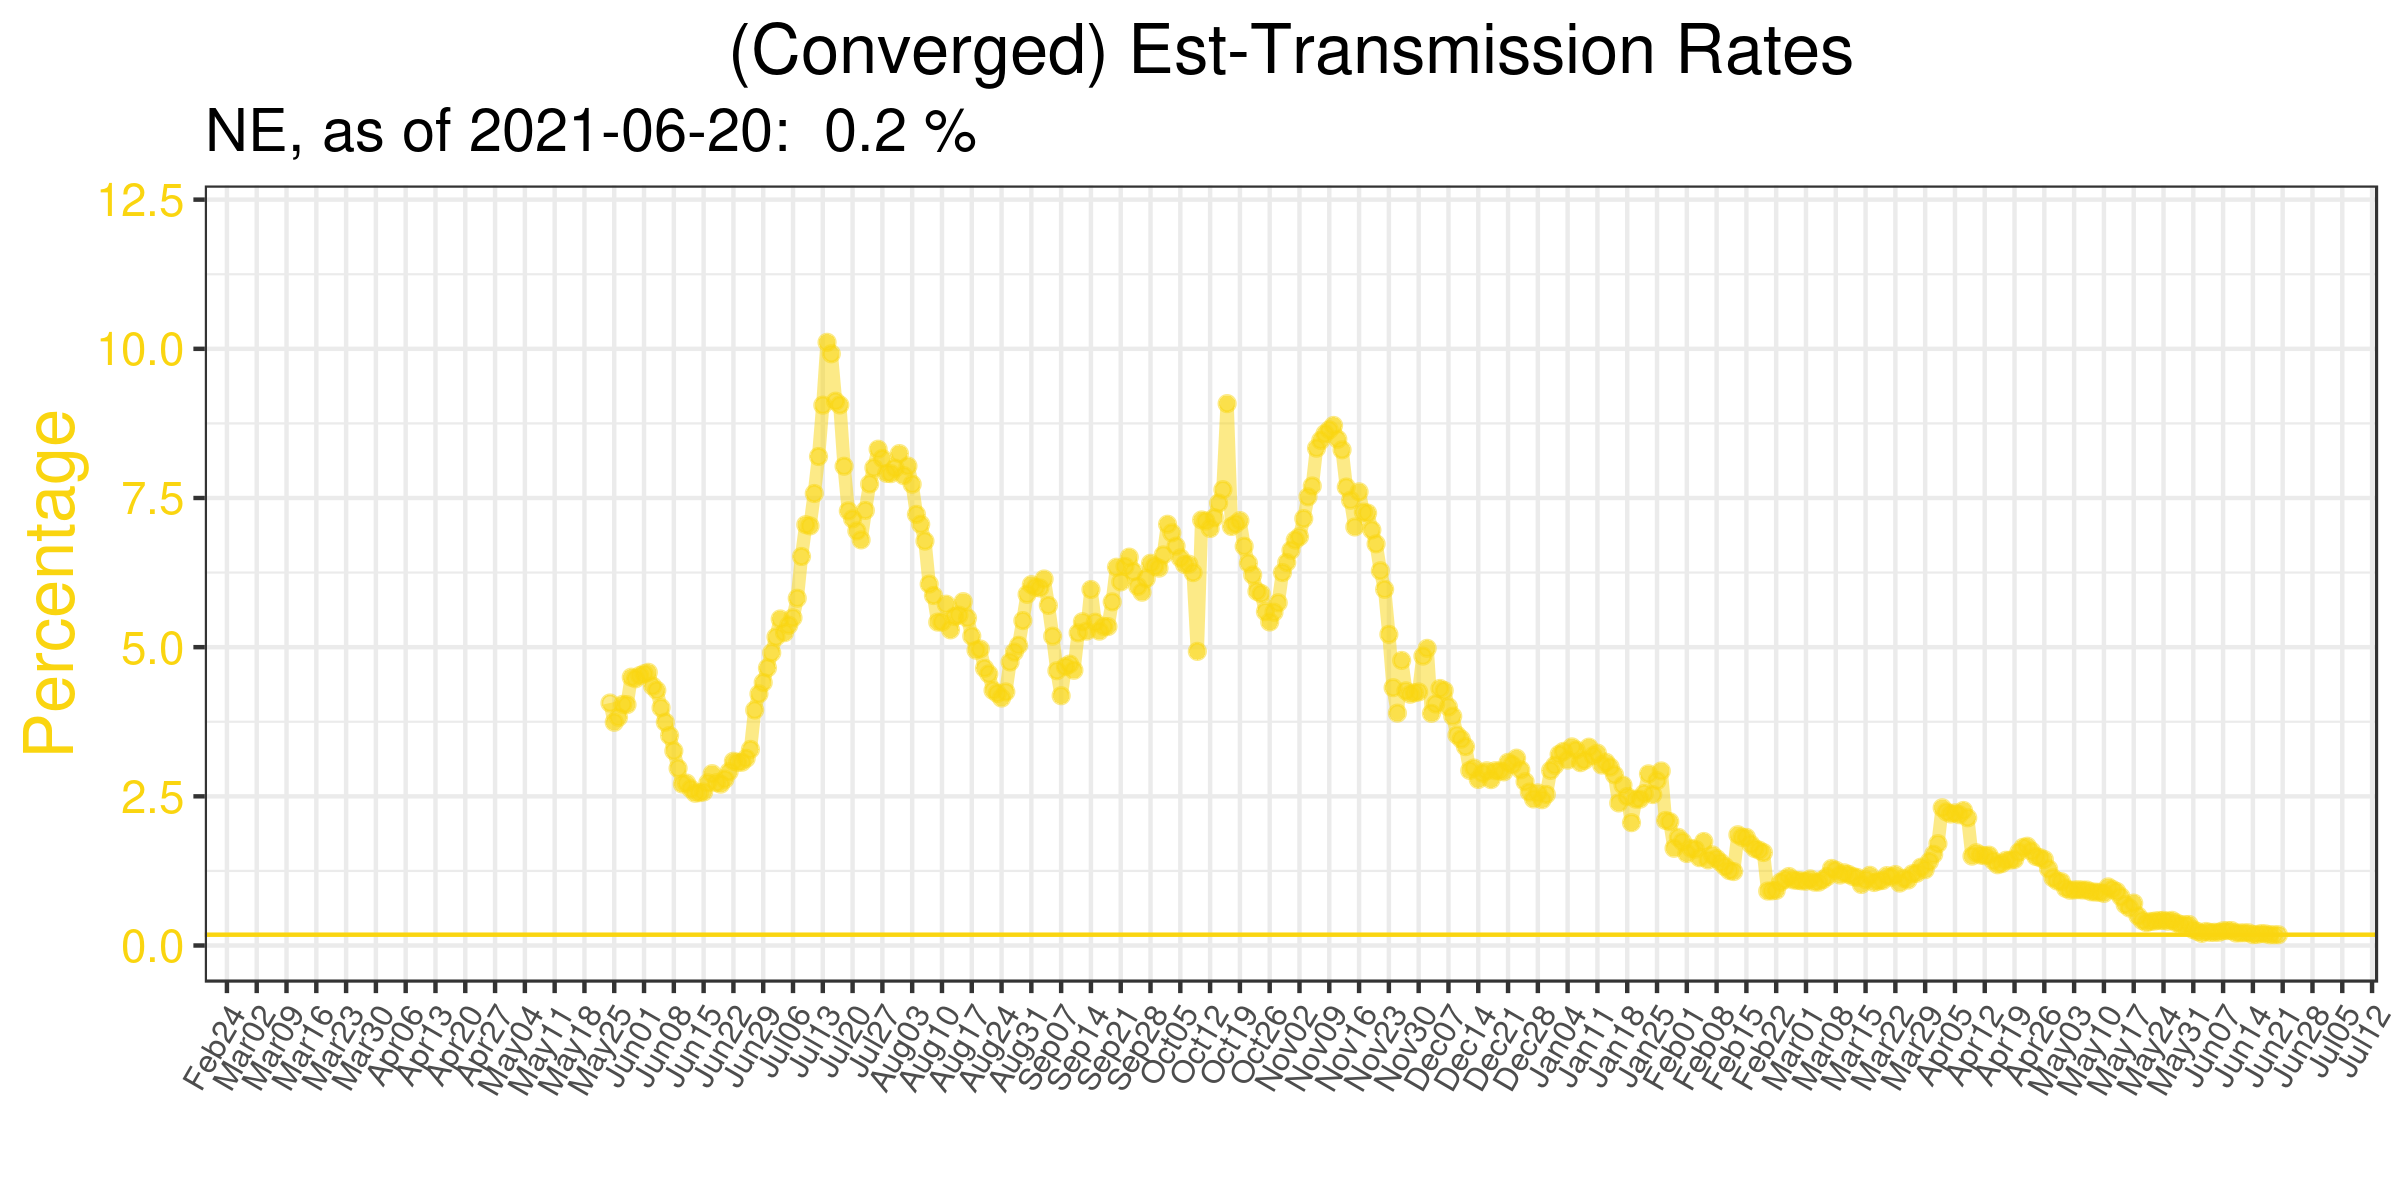 (Converged) Est-Transmission Rates
NE, as of 2021-06-20:  0.2 %
Percentage
12.5
10.0
7.5
5.0
2.5
0.0
Feb24
Mar02
Mar09
Mar16
Mar23
Mar30
Apr06
Apr13
Apr20
Apr27
May04
May11
May18
May25
Jun01
Jun08
Jun15
Jun22
Jun29
Jul06
Jul13
Jul20
Jul27
Aug03
Aug10
Aug17
Aug24
Aug31
Sep07
Sep14
Sep21
Sep28
Oct05
Oct12
Oct19
Oct26
Nov02
Nov09
Nov16
Nov23
Nov30
Dec07
Dec14
Dec21
Dec28
Jan04
Jan11
Jan18
Jan25
Feb01
Feb08
Feb15
Feb22
Mar01
Mar08
Mar15
Mar22
Mar29
Apr05
Apr12
Apr19
Apr26
May03
May10
May17
May24
May31
Jun07
Jun14
Jun21
Jun28
Jul05
Jul12